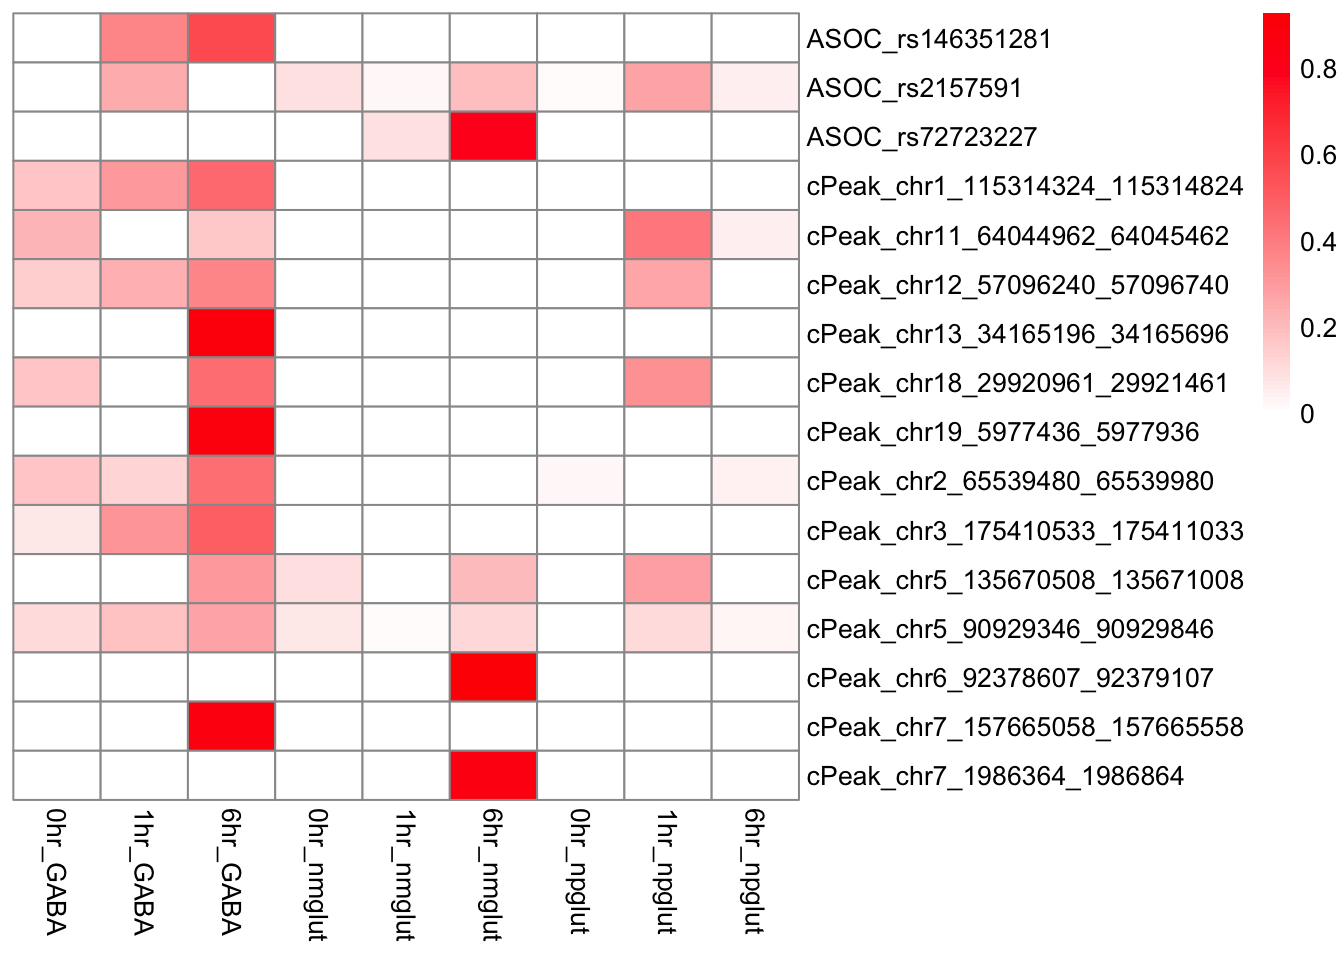 ASOC_rs146351281
ASOC_rs2157591
ASOC_rs72723227
cPeak_chr1_115314324_115314824
cPeak_chr11_64044962_64045462
cPeak_chr12_57096240_57096740
cPeak_chr13_34165196_34165696
cPeak_chr18_29920961_29921461
cPeak_chr19_5977436_5977936
cPeak_chr2_65539480_65539980
cPeak_chr3_175410533_175411033
cPeak_chr5_135670508_135671008
cPeak_chr5_90929346_90929846
cPeak_chr6_92378607_92379107
cPeak_chr7_157665058_157665558
cPeak_chr7_1986364_1986864
0hr_GABA
1hr_GABA
6hr_GABA
0hr_nmglut
1hr_nmglut
6hr_nmglut
0hr_npglut
1hr_npglut
6hr_npglut
0.8
0.6
0.4
0.2
0